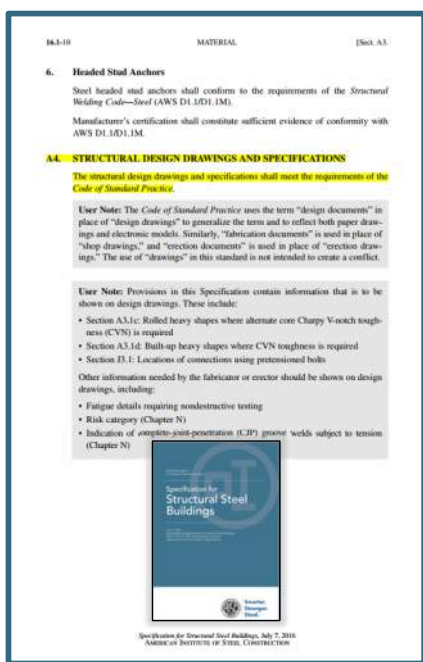 16.1-10 MATERIAL [Sect. A3.
6. Headed Stud Anchors
Steel headed stud anchors shall conform to the requirements of the Structural
Welding Code—Steel (AWS D1.1/D1.1M).
Manufacturer's certification shall constitute sufficient evidence of conformity with
AWS D1.1/D1.1M.
A4. STRUCTURAL DESIGN DRAWINGS AND SPECIFICATIONS
The structural design drawings and specifications shall meet the requirements of the
Code of Standard Practice.
User Note: The Code of Standard Practice uses the term "design documents" in
place of "design drawings" to generalize the term and to reflect both paper draw-
ings and electronic models. Similarly, "fabrication documents" is used in place of
"shop drawings," and "erection documents" is used in place of "erection draw-
ings." The use of "drawings" in this standard is not intended to create a conflict.
User Note: Provisions in this Specification contain information that is to be
shown on design drawings. These include:
• Section A3.1c: Rolled heavy shapes where alternate core Charpy V-notch tough-
ness (CVN) is required
• Section A3.1d: Built-up heavy shapes where CVN toughness is required
• Section J3.1: Locations of connections using pretensioned bolts
Other information needed by the fabricator or erector should be shown on design
drawings, including:
• Fatigue details requiring nondestructive testing
• Risk category (Chapter N)
• Indication of complete-joint-penetration (CJP) groove welds subject to tension
(Chapter N)
Specification for
Structural Steel
Buildings
Smarter.
Stronger.
Steel.
Specification for Structural Steel Buildings, July 7, 2016
AMERICAN INSTITUTE OF STEEL CONSTRUCTION